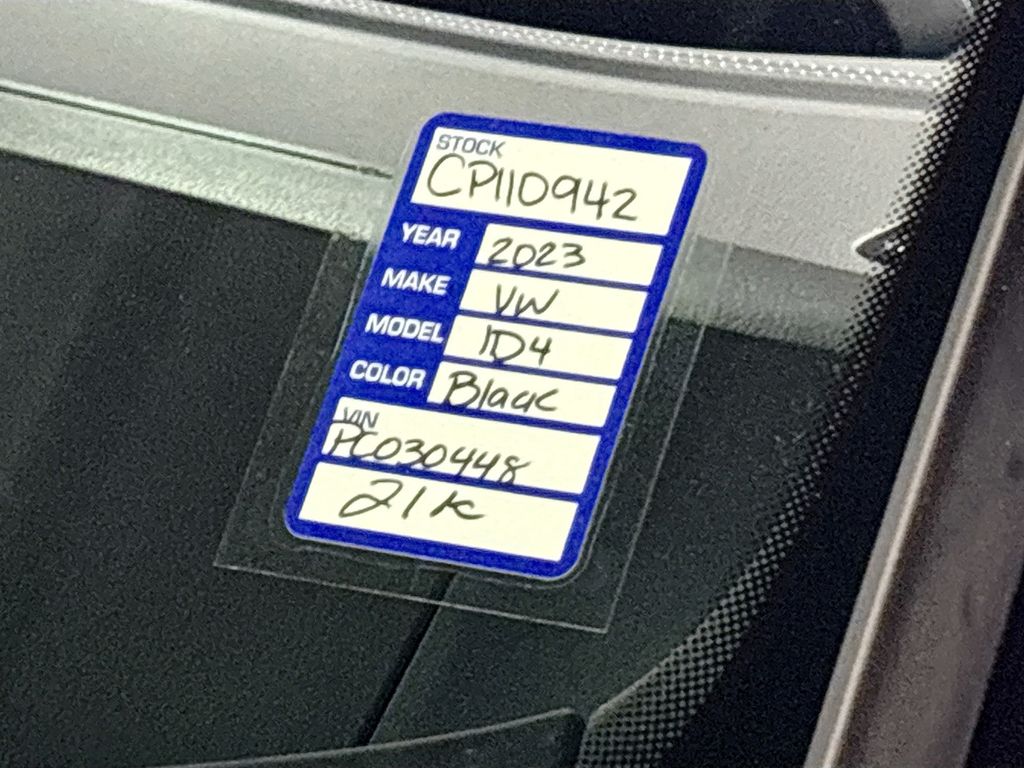 STOCK
CP110942
YEAR 2023
MAKE VW
MODEL ID4
COLOR Black
VIN
PC030448
21K